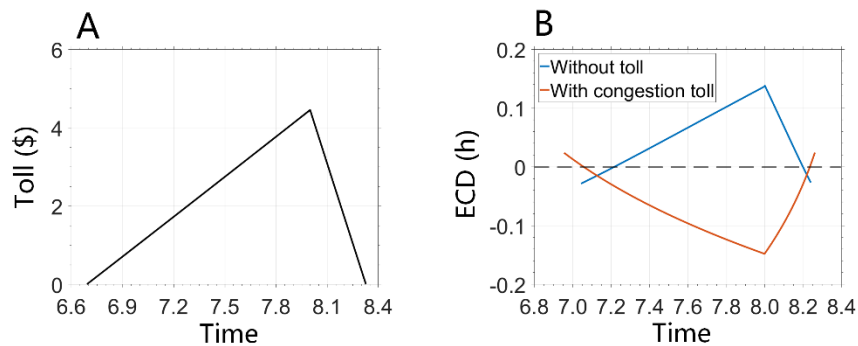 A
Toll ($)
6
4
2
0
6.6 6.9 7.2 7.5 7.8 8.1 8.4
Time
B
ECD (h)
0.2
0.1
0
-0.1
-0.2
Without toll
With congestion toll
6.8 7.0 7.2 7.4 7.6 7.8 8.0 8.2 8.4
Time